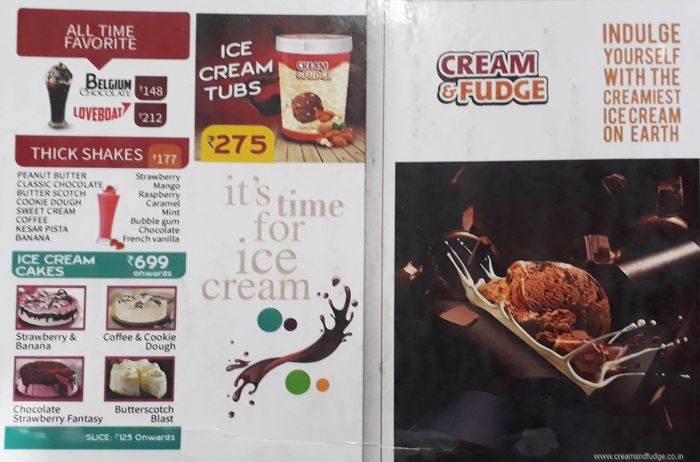 ALL TIME
FAVORITE
BELGIUM
CHOCOLATE
₹148
LOVEBOAT
₹212
THICK SHAKES ₹177
PEANUT BUTTER
CLASSIC CHOCOLATE
BUTTER SCOTCH
COOKIE DOUGH
SWEET CREAM
COFFEE
KESAR PISTA
BANANA
Strawberry
Mango
Raspberry
Caramel
Mint
Bubble gum
Chocolate
French vanilla
ICE CREAM
CAKES
₹699
onwards
Strawberry &
Banana
Coffee & Cookie
Dough
Chocolate
Strawberry Fantasy
Butterscotch
Blast
SLICE: ₹125 Onwards
ICE
CREAM
TUBS
CREAM
&FUDGE
₹275
it's time
for
ice
cream
CREAM
&FUDGE
INDULGE
YOURSELF
WITH THE
CREAMIEST
ICE CREAM
ON EARTH
www.creamandfudge.co.in